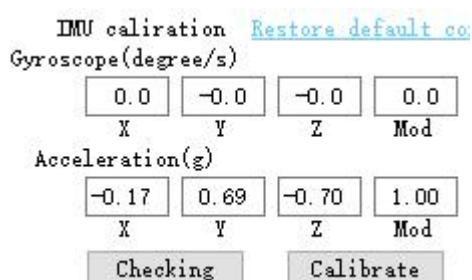 IMU caliration Restore default
Gyroscope(degree/s)
0.0 -0.0 -0.0 0.0
X Y Z Mod
Acceleration(g)
-0.17 0.69 -0.70 1.00
X Y Z Mod
Checking Calibrate